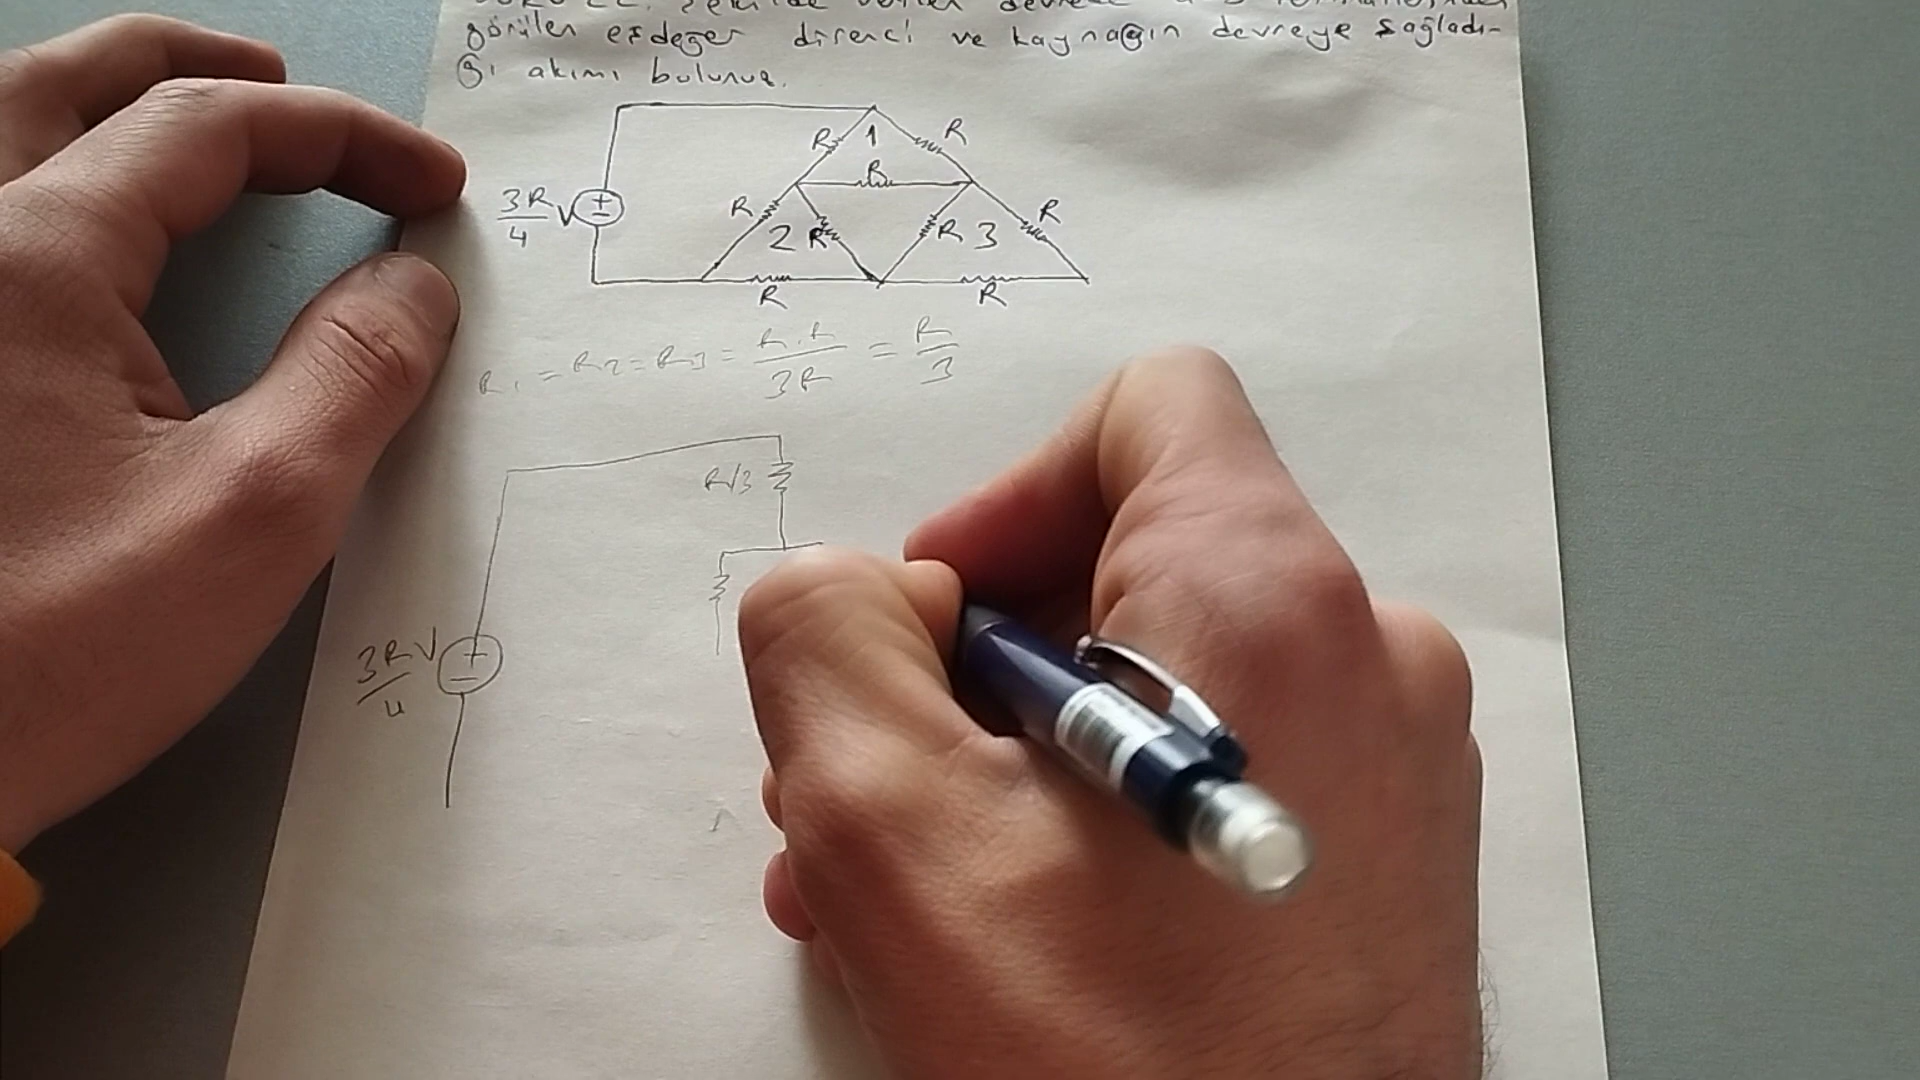 görülen eşdeğer direnci ve kaynağın devreye sağladı-
ğı akımı bulunuz.
R 1 R
R
3R/4 V + - R 2 R R 3 R
R R
R1 = R2 = R3 = R.R/3R = R/3
R/3
3R/4 V + -